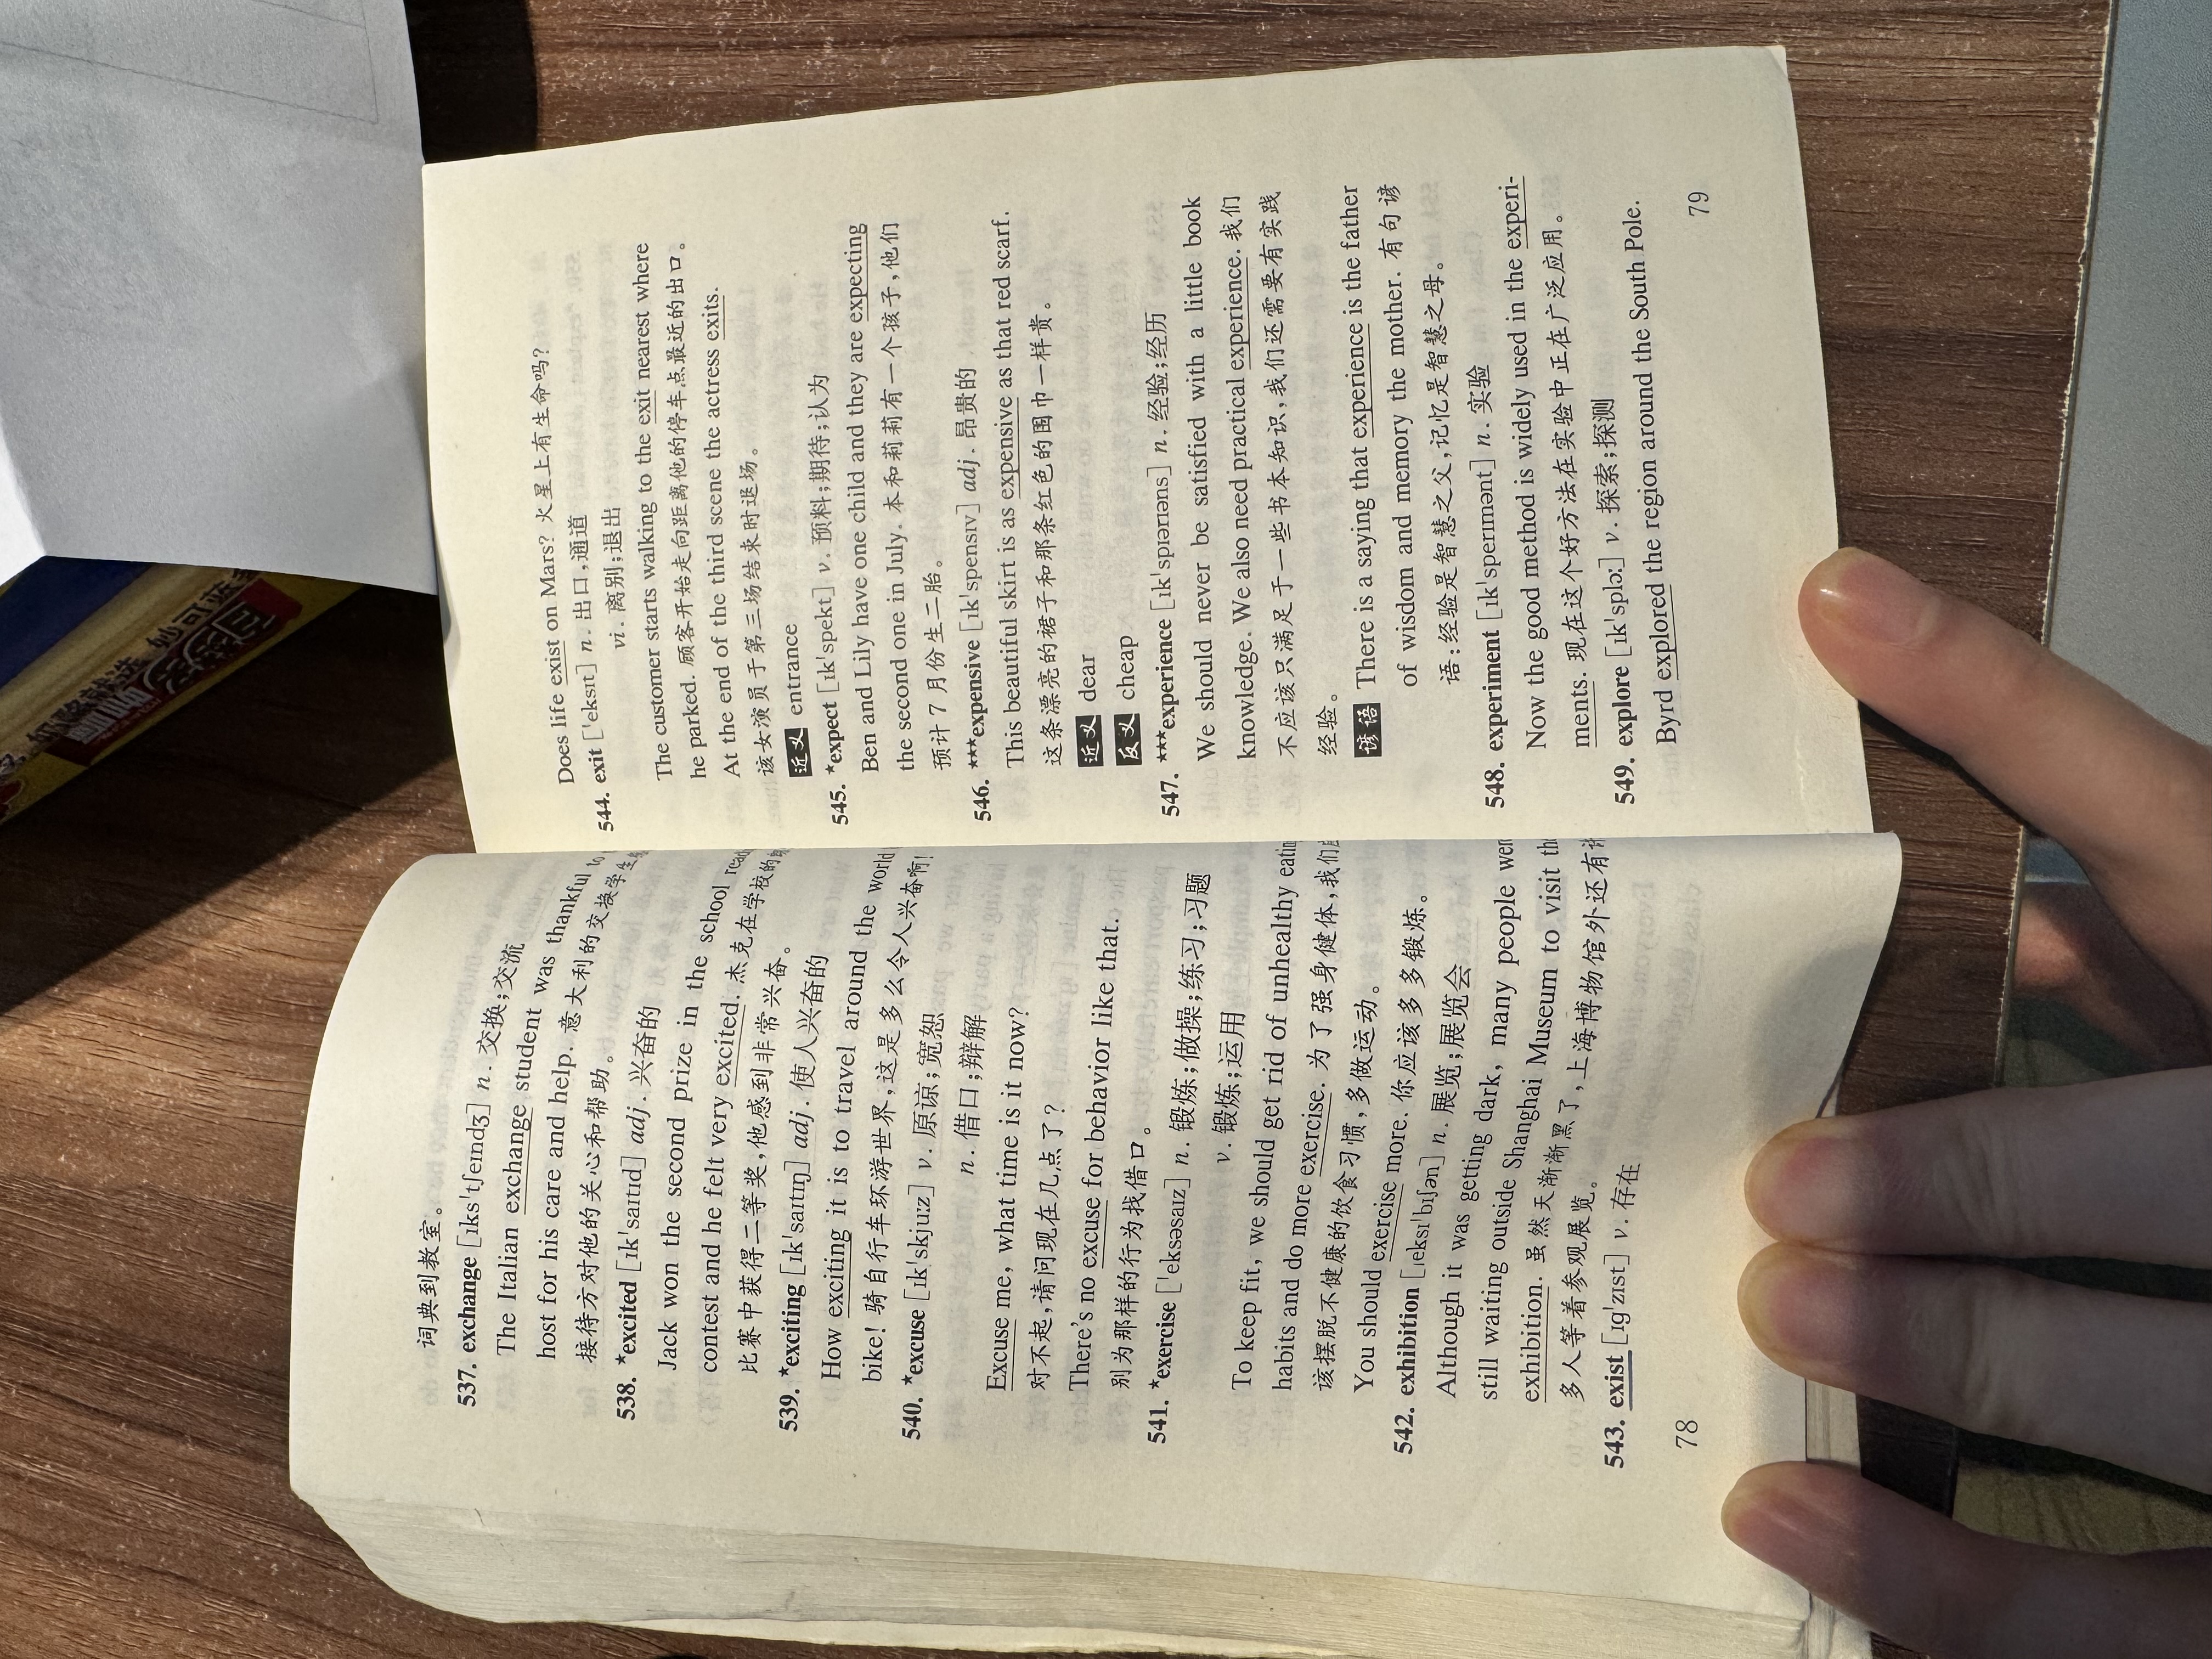 词典到教室。
537. exchange [ɪks'tʃeɪndʒ] n. 交换;交流
The Italian exchange student was thankful to
host for his care and help. 意大利的交换学生
接待方对他的关心和帮助。
538. *excited [ɪk'saɪtɪd] adj. 兴奋的
Jack won the second prize in the school
contest and he felt very excited. 杰克在学校的
比赛中获得二等奖,他感到非常兴奋。
539. *exciting [ɪk'saɪtɪŋ] adj. 使人兴奋的
How exciting it is to travel around the world
bike! 骑自行车环游世界,这是多么令人兴奋啊!
540. *excuse [ɪk'skjuːz] v. 原谅;宽恕
n. 借口;辩解
Excuse me, what time is it now?
对不起,请问现在几点了?
There's no excuse for behavior like that.
别为那样的行为找借口。
541. *exercise ['eksəsaɪz] n. 锻炼;做操;练习;习题
v. 锻炼;运用
To keep fit, we should get rid of unhealthy
habits and do more exercise. 为了强身健体,我们
该摆脱不健康的饮食习惯,多做运动。
You should exercise more. 你应该多多锻炼。
542. exhibition [ˌeksɪ'bɪʃən] n. 展览;展览会
Although it was getting dark, many people
still waiting outside Shanghai Museum to visit
exhibition. 虽然天渐渐黑了,上海博物馆外还有
多人等着参观展览。
543. exist [ɪg'zɪst] v. 存在
78
Does life exist on Mars? 火星上有生命吗?
544. exit ['eksɪt] n. 出口,通道
vi. 离别;退出
The customer starts walking to the exit nearest where
he parked. 顾客开始走向距离他的停车点最近的出口。
At the end of the third scene the actress exits.
该女演员于第三场结束时退场。
近义 entrance
545. *expect [ɪk'spekt] v. 预料;期待;认为
Ben and Lily have one child and they are expecting
the second one in July. 本和莉莉有一个孩子,他们
预计 7 月份生二胎。
546. ***expensive [ɪk'spensɪv] adj. 昂贵的
This beautiful skirt is as expensive as that red scarf.
这条漂亮的裙子和那条红色的围巾一样贵。
近义 dear
反义 cheap
547. ***experience [ɪk'spɪərɪəns] n. 经验;经历
We should never be satisfied with a little book
knowledge. We also need practical experience. 我们
不应该只满足于一些书本知识,我们还需要有实践
经验。
谚语 There is a saying that experience is the father
of wisdom and memory the mother. 有句谚
语:经验是智慧之父,记忆是智慧之母。
548. experiment [ɪk'sperɪmənt] n. 实验
Now the good method is widely used in the experi-
ments. 现在这个好方法在实验中正在广泛应用。
549. explore [ɪk'splɔː] v. 探索;探测
Byrd explored the region around the South Pole.
79